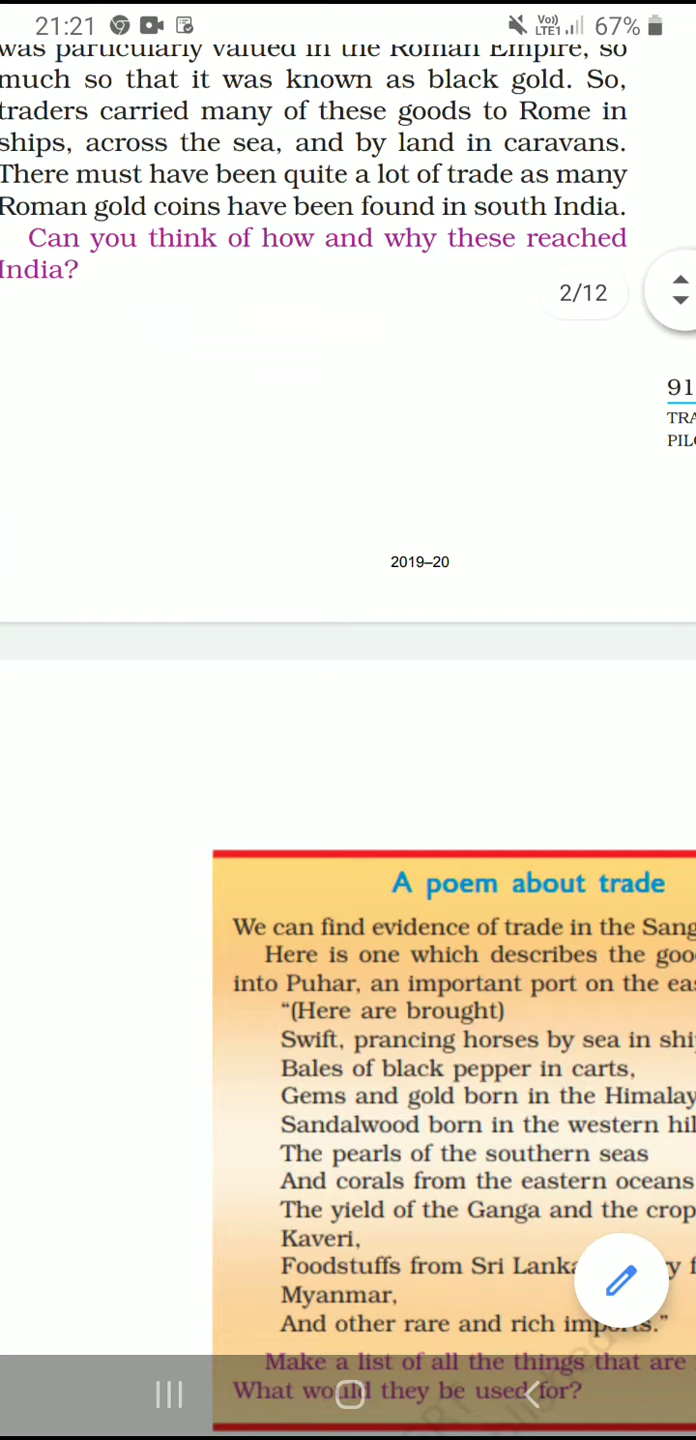 21:21
Vo)) LTE1 67%
was particularly valued in the Roman Empire, so
much so that it was known as black gold. So,
traders carried many of these goods to Rome in
ships, across the sea, and by land in caravans.
There must have been quite a lot of trade as many
Roman gold coins have been found in south India.
Can you think of how and why these reached
India?
2/12
91
TRA
PIL
2019–20
A poem about trade
We can find evidence of trade in the Sang
Here is one which describes the goo
into Puhar, an important port on the eas
“(Here are brought)
Swift, prancing horses by sea in shi
Bales of black pepper in carts,
Gems and gold born in the Himalay
Sandalwood born in the western hil
The pearls of the southern seas
And corals from the eastern oceans
The yield of the Ganga and the crop
Kaveri,
Foodstuffs from Sri Lanka y f
Myanmar,
And other rare and rich imports.”
Make a list of all the things that are
What would they be used for?